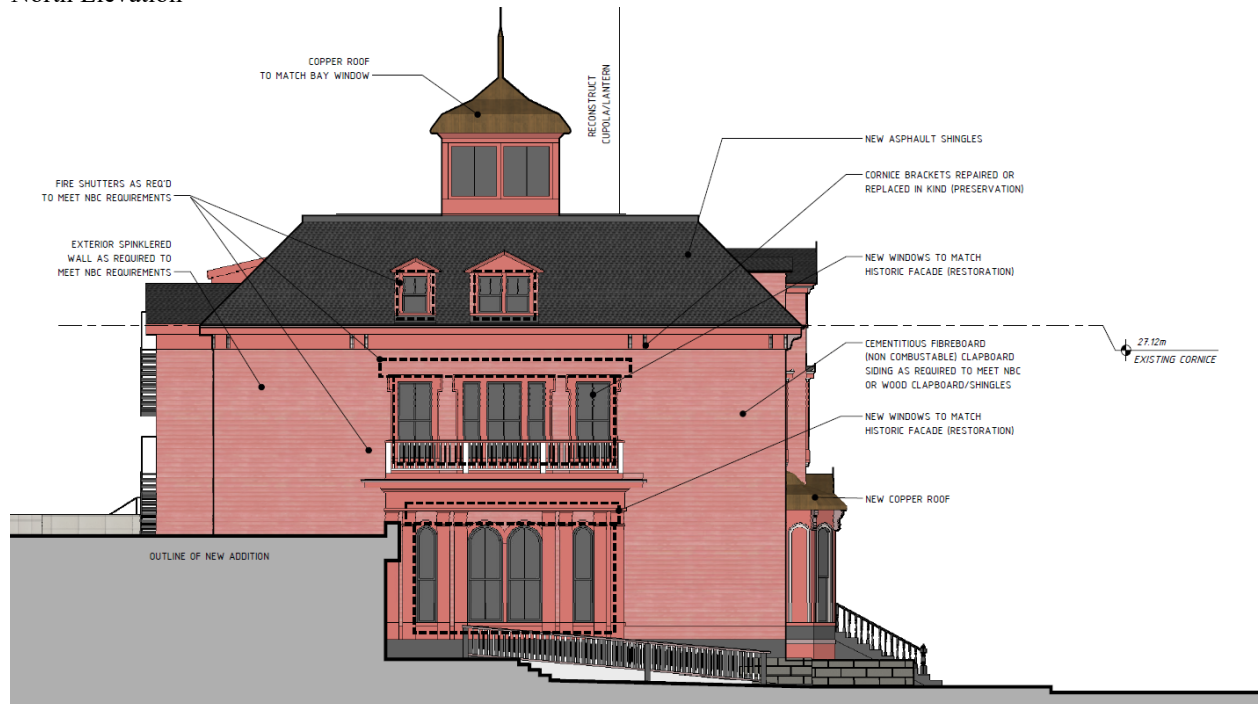 North Elevation
COPPER ROOF
TO MATCH BAY WINDOW
RECONSTRUCT
CUPOLA/LANTERN
NEW ASPHAULT SHINGLES
CORNICE BRACKETS REPAIRED OR
REPLACED IN KIND (PRESERVATION)
FIRE SHUTTERS AS REQ'D
TO MEET NBC REQUIREMENTS
EXTERIOR SPINKLERED
WALL AS REQUIRED TO
MEET NBC REQUIREMENTS
NEW WINDOWS TO MATCH
HISTORIC FACADE (RESTORATION)
27.12m
EXISTING CORNICE
CEMENTITIOUS FIBREBOARD
(NON COMBUSTABLE) CLAPBOARD
SIDING AS REQUIRED TO MEET NBC
OR WOOD CLAPBOARD/SHINGLES
NEW WINDOWS TO MATCH
HISTORIC FACADE (RESTORATION)
NEW COPPER ROOF
OUTLINE OF NEW ADDITION